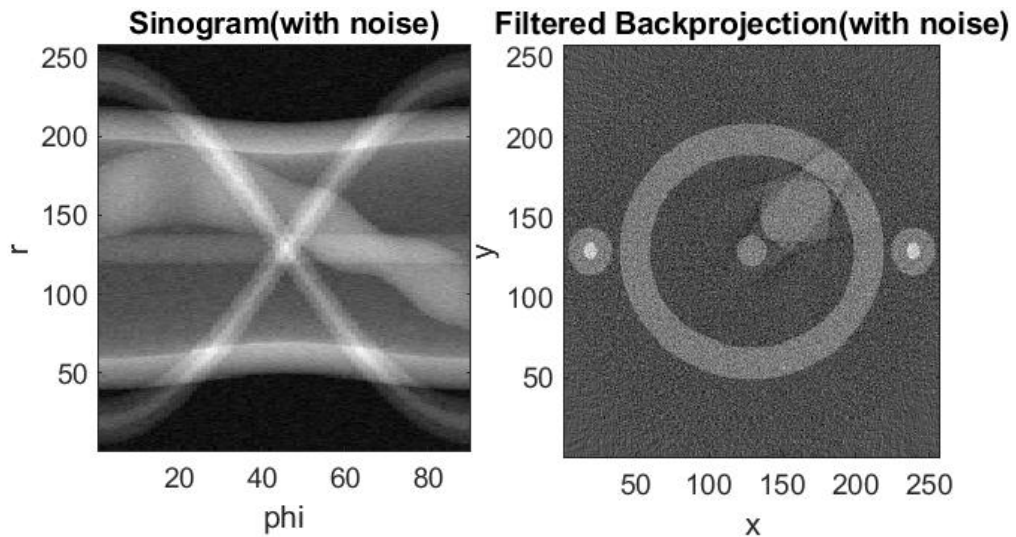 Sinogram(with noise)
250
200
150
100
50
r
20 40 60 80
phi
Filtered Backprojection(with noise)
250
200
150
100
50
y
50 100 150 200 250
x